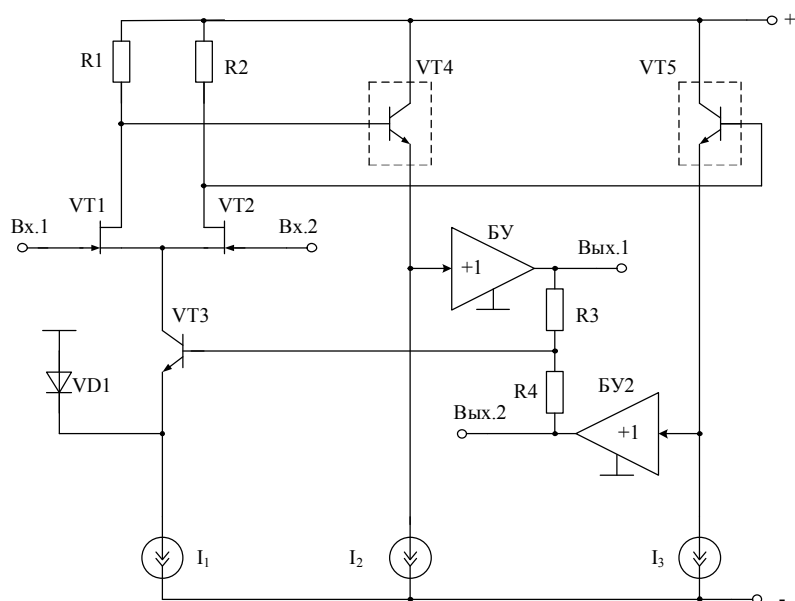 +
R1
R2
VT4
VT5
VT1
VT2
Вх.1
Вх.2
БУ
Вых.1
+1
VT3
R3
VD1
R4
БУ2
Вых.2
+1
I1
I2
I3
-